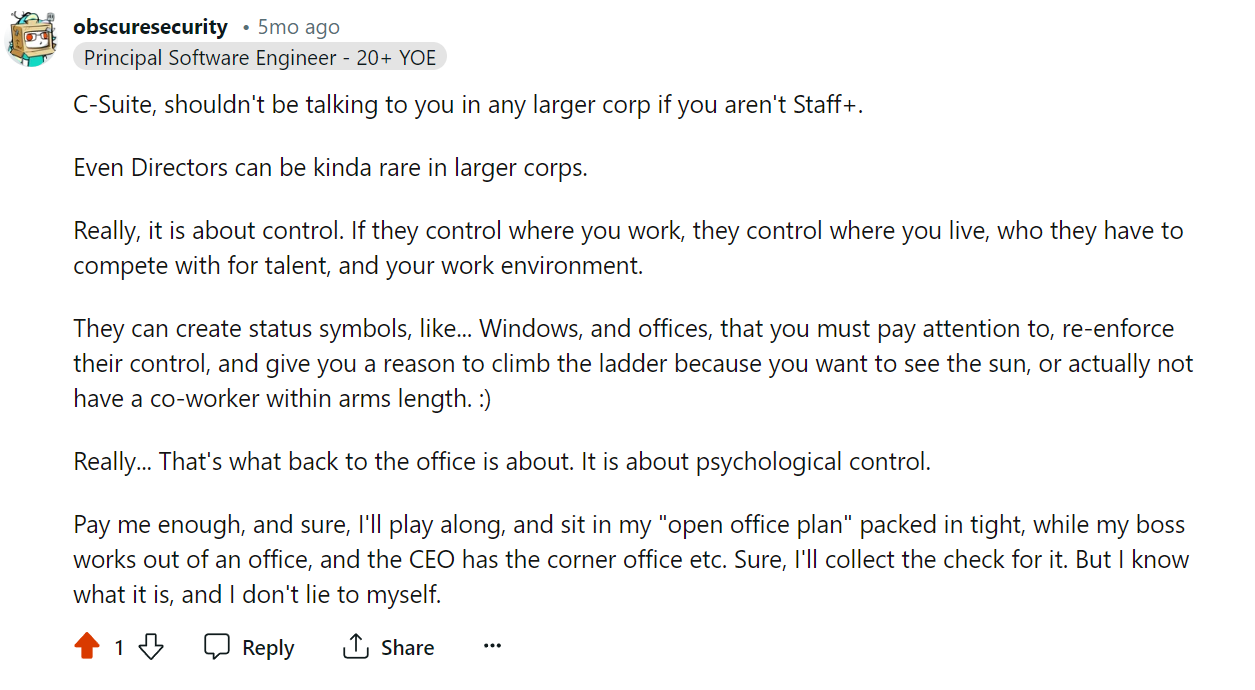 obscuresecurity • 5mo ago
Principal Software Engineer - 20+ YOE
C-Suite, shouldn't be talking to you in any larger corp if you aren't Staff+.
Even Directors can be kinda rare in larger corps.
Really, it is about control. If they control where you work, they control where you live, who they have to
compete with for talent, and your work environment.
They can create status symbols, like... Windows, and offices, that you must pay attention to, re-enforce
their control, and give you a reason to climb the ladder because you want to see the sun, or actually not
have a co-worker within arms length. :)
Really... That's what back to the office is about. It is about psychological control.
Pay me enough, and sure, I'll play along, and sit in my "open office plan" packed in tight, while my boss
works out of an office, and the CEO has the corner office etc. Sure, I'll collect the check for it. But I know
what it is, and I don't lie to myself.
1 Reply Share ...